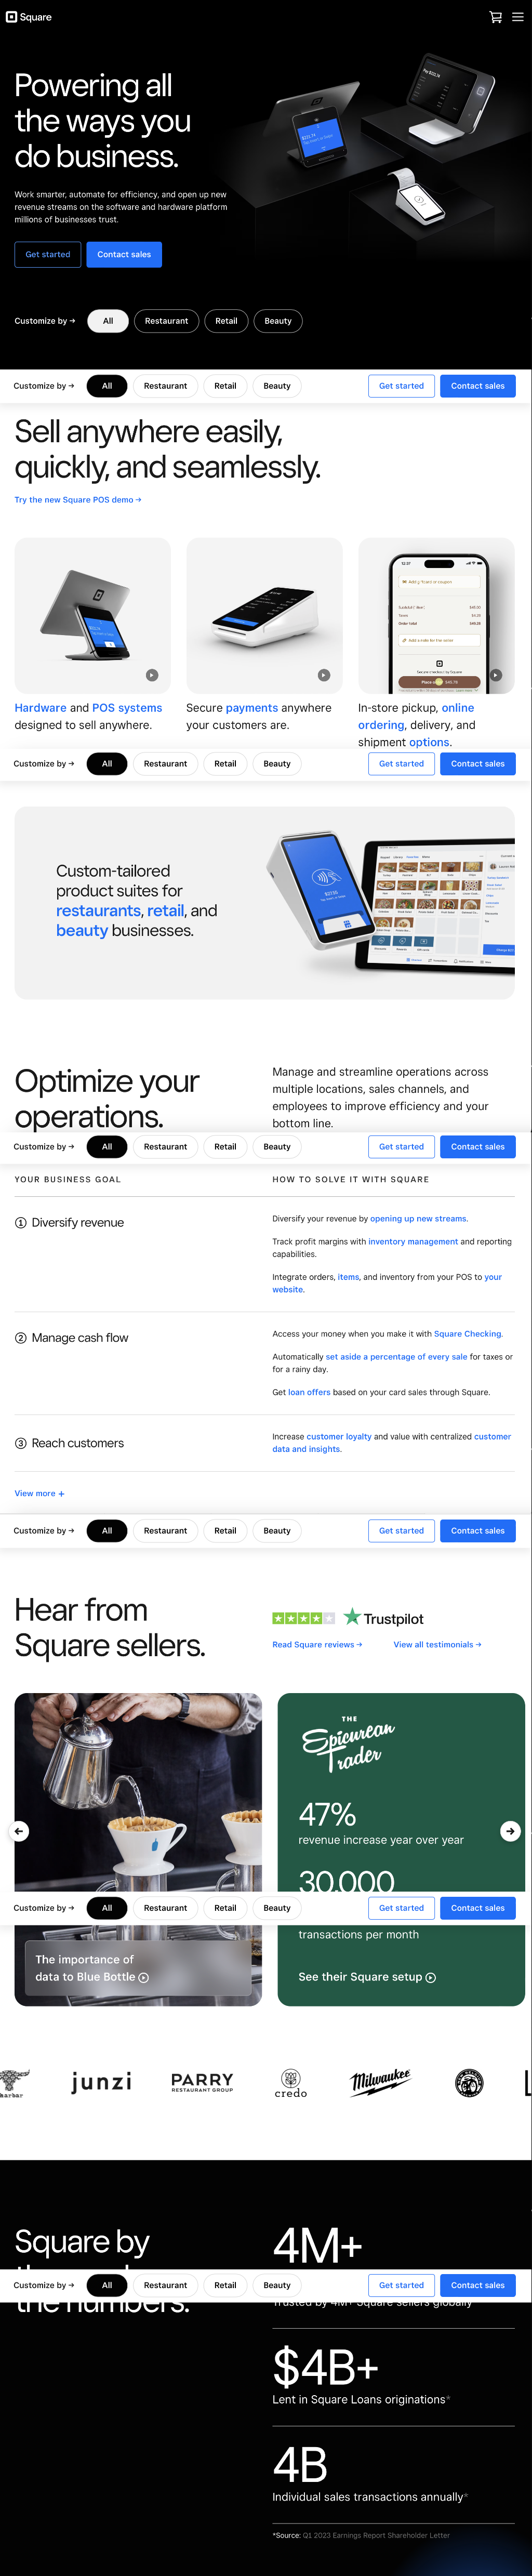 Square
Powering all
the ways you
do business.
Work smarter, automate for efficiency, and open up new
revenue streams on the software and hardware platform
millions of businesses trust.
Get started
Contact sales
Customize by →
All
Restaurant
Retail
Beauty
Customize by →
All
Restaurant
Retail
Beauty
Get started
Contact sales
Sell anywhere easily,
quickly, and seamlessly.
Try the new Square POS demo →
Hardware and POS systems
designed to sell anywhere.
Secure payments anywhere
your customers are.
In-store pickup, online
ordering, delivery, and
shipment options.
Customize by →
All
Restaurant
Retail
Beauty
Get started
Contact sales
Custom-tailored
product suites for
restaurants, retail, and
beauty businesses.
Optimize your
operations.
Manage and streamline operations across
multiple locations, sales channels, and
employees to improve efficiency and your
bottom line.
Customize by →
All
Restaurant
Retail
Beauty
Get started
Contact sales
YOUR BUSINESS GOAL
HOW TO SOLVE IT WITH SQUARE
1 Diversify revenue
Diversify your revenue by opening up new streams.
Track profit margins with inventory management and reporting
capabilities.
Integrate orders, items, and inventory from your POS to your
website.
2 Manage cash flow
Access your money when you make it with Square Checking.
Automatically set aside a percentage of every sale for taxes or
for a rainy day.
Get loan offers based on your card sales through Square.
3 Reach customers
Increase customer loyalty and value with centralized customer
data and insights.
View more +
Customize by →
All
Restaurant
Retail
Beauty
Get started
Contact sales
Hear from
Square sellers.
Trustpilot
Read Square reviews →
View all testimonials →
THE
Epicurean
Trader
47%
revenue increase year over year
30,000
Customize by →
All
Restaurant
Retail
Beauty
Get started
Contact sales
transactions per month
The importance of
data to Blue Bottle
See their Square setup
junzi
PARRY
RESTAURANT GROUP
credo
Milwaukee
Square by
4M+
Customize by →
All
Restaurant
Retail
Beauty
Get started
Contact sales
the numbers.
Trusted by 4M+ Square sellers globally
$4B+
Lent in Square Loans originations*
4B
Individual sales transactions annually*
*Source: Q1 2023 Earnings Report Shareholder Letter